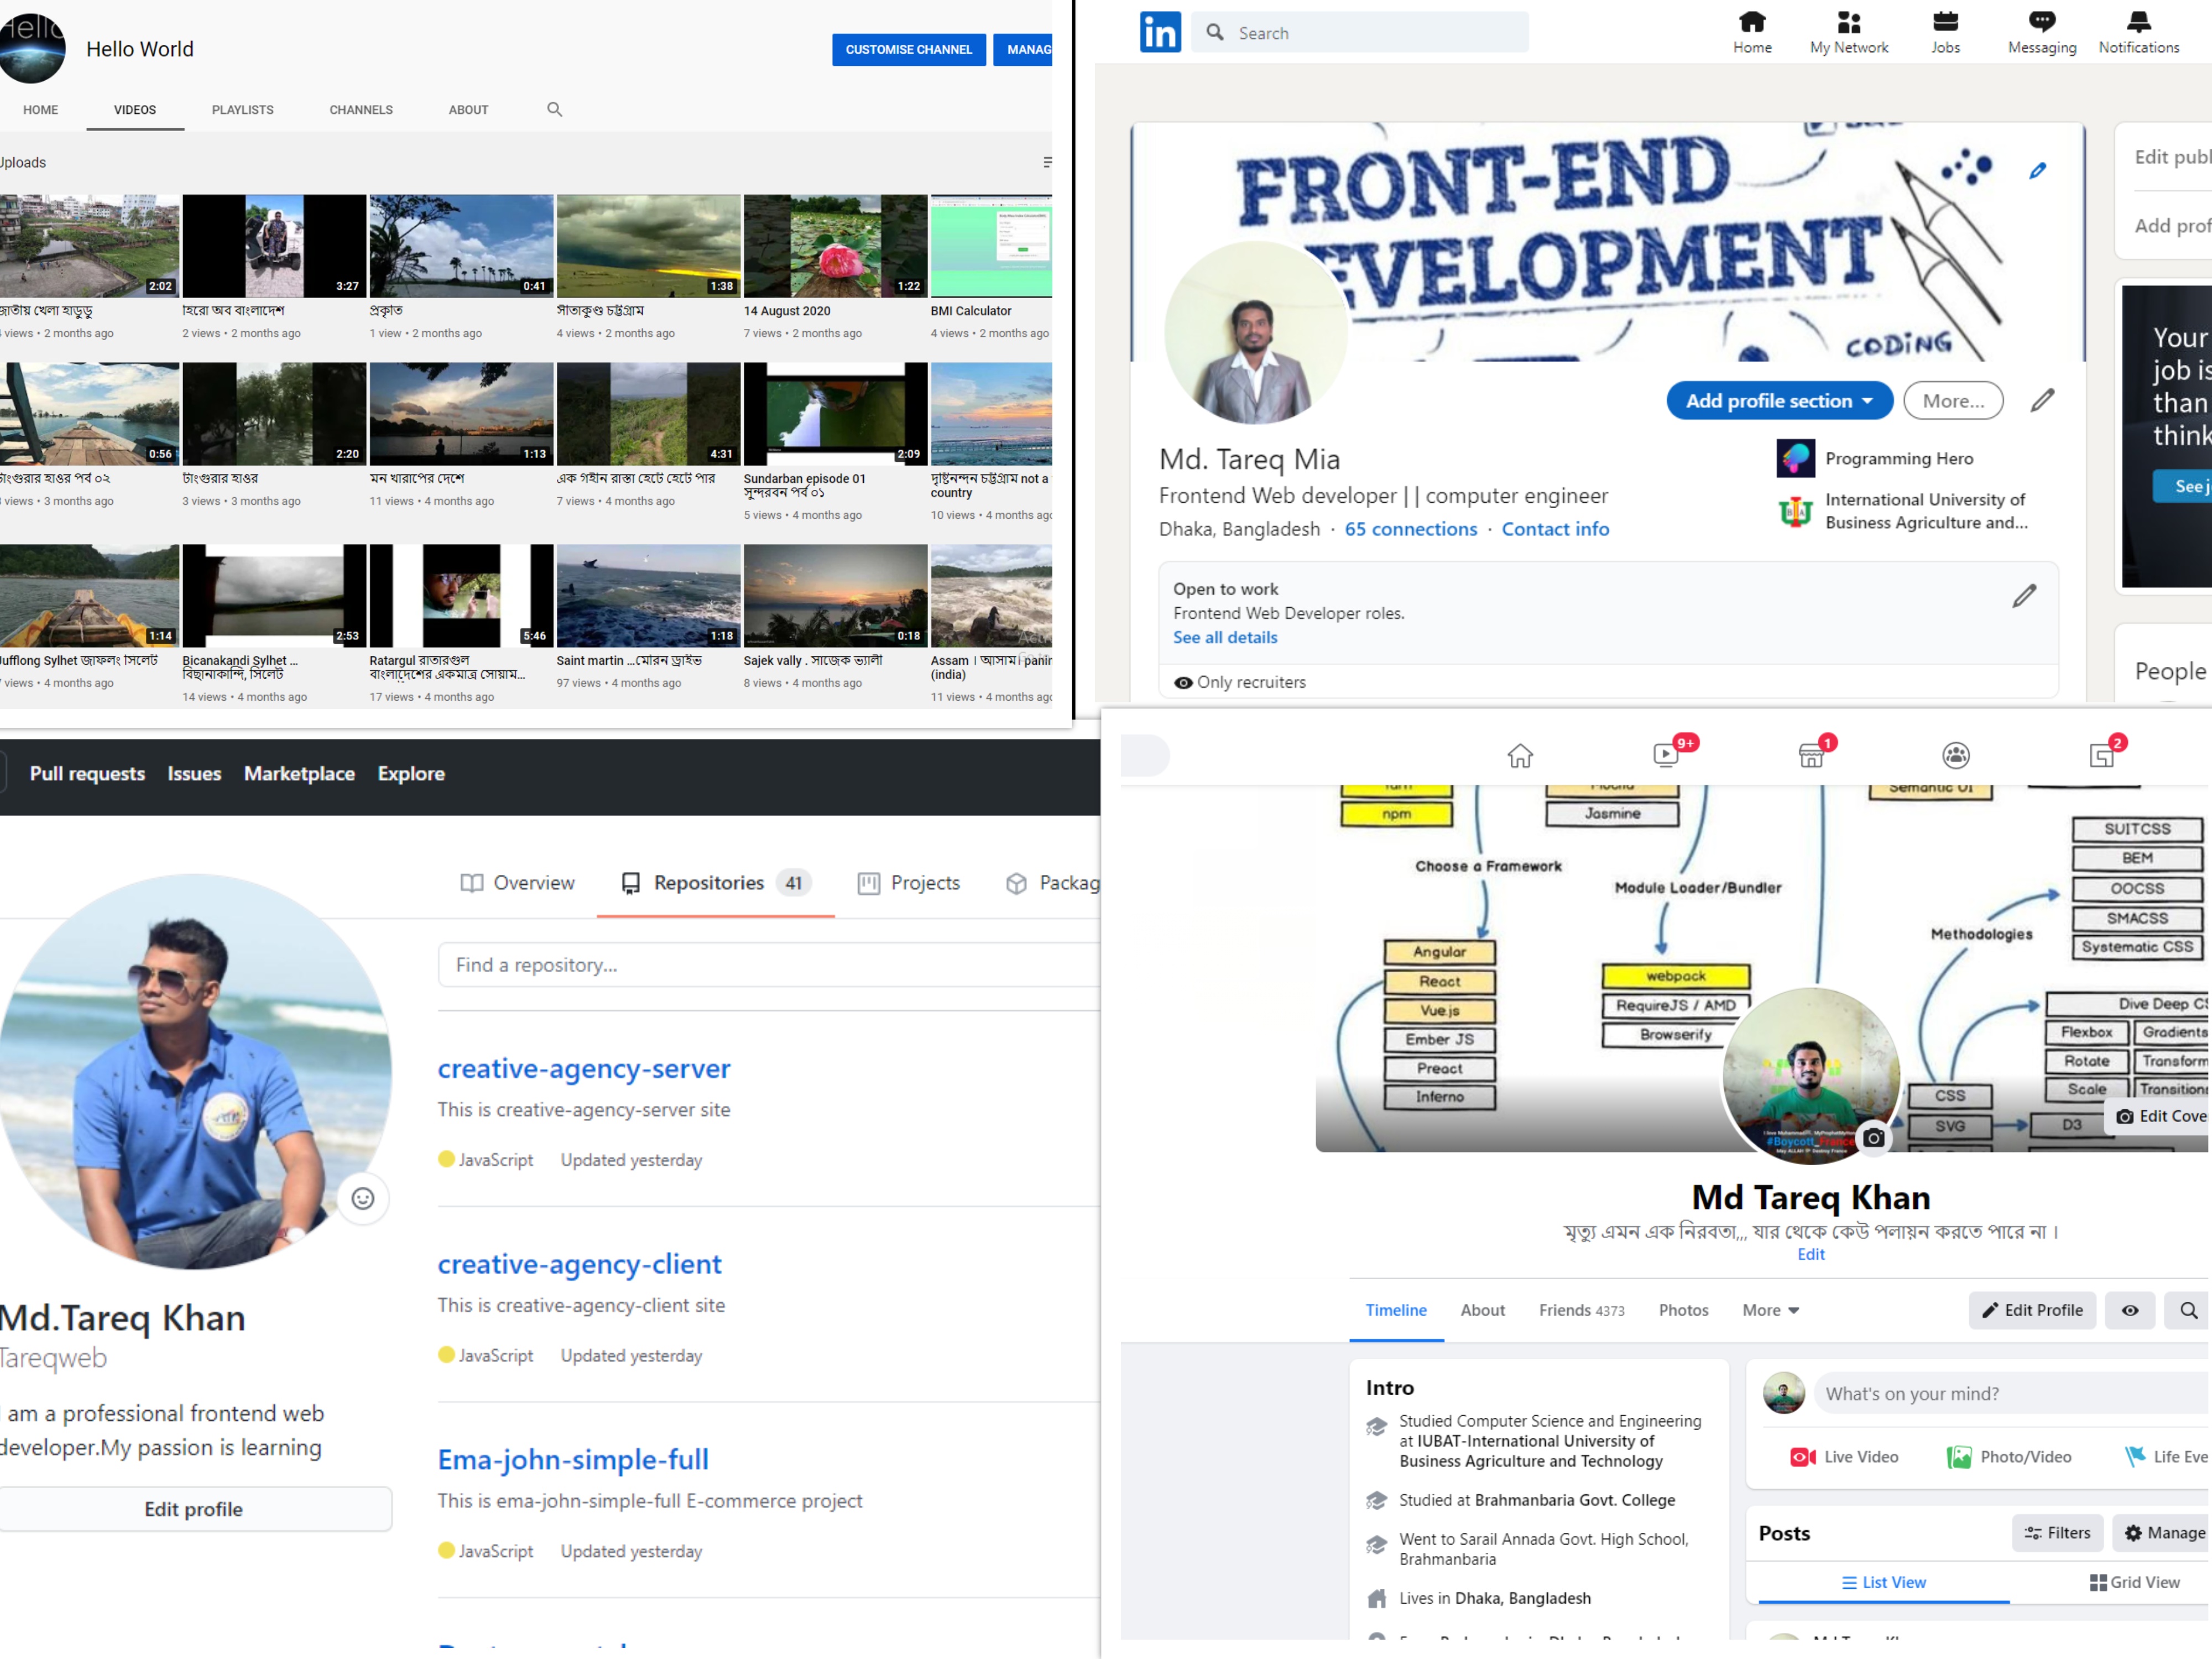 Hello
Hello World
CUSTOMISE CHANNEL
HOME
VIDEOS
PLAYLISTS
CHANNELS
ABOUT
2:02
3:27
0:41
1:38
1:22
হিরো অব বাংলাদেশ
প্রকৃতি
সীতাকুণ্ড চট্টগ্রাম
14 August 2020
BMI Calculator
views • 2 months ago
2 views • 2 months ago
1 view • 2 months ago
4 views • 2 months ago
7 views • 2 months ago
4 views • 2 months ago
0:56
2:20
1:13
4:31
2:09
টাংগুরার হাওর পর্ব ০২
টাংগুরার হাওর
মন খারাপের দেশে
এক গহীন রাস্তা হেটে হেটে পার
Sundarban episode 01
সুন্দরবন পর্ব ০১
দৃষ্টিনন্দন চট্টগ্রাম not a
country
views • 3 months ago
3 views • 3 months ago
11 views • 4 months ago
7 views • 4 months ago
5 views • 4 months ago
10 views • 4 months ago
1:14
2:53
5:46
1:18
0:18
Sylhet জাফলং সিলেট
Bicanakandi Sylhet ...
বিছানাকান্দি, সিলেট
Ratargul রাতারগুল
বাংলাদেশের একমাত্র সোয়াম...
Saint martin ...মেরিন ড্রাইভ
Sajek vally . সাজেক ভ্যালী
Assam । আসাম।
(india)
views • 4 months ago
14 views • 4 months ago
17 views • 4 months ago
97 views • 4 months ago
8 views • 4 months ago
11 views • 4 months ago
in
Search
Home
My Network
Jobs
Messaging
Notifications
FRONT-END
DEVELOPMENT
CODING
Edit
Add
Add profile section
More...
Md. Tareq Mia
Frontend Web developer || computer engineer
Dhaka, Bangladesh · 65 connections · Contact info
Programming Hero
International University of
Business Agriculture and...
Open to work
Frontend Web Developer roles.
See all details
Only recruiters
Your
job
than
think
See
People
Pull requests
Issues
Marketplace
Explore
Overview
Repositories 41
Projects
Find a repository...
creative-agency-server
This is creative-agency-server site
JavaScript
Updated yesterday
creative-agency-client
This is creative-agency-client site
JavaScript
Updated yesterday
Ema-john-simple-full
This is ema-john-simple-full E-commerce project
JavaScript
Updated yesterday
Md.Tareq Khan
Tareqweb
I am a professional frontend web
developer.My passion is learning
Edit profile
9+
1
2
Semantic UI
npm
Jasmine
Choose a Framework
Module Loader/Bundler
Methodologies
SUITCSS
BEM
OOCSS
SMACSS
Systematic CSS
Angular
React
Vue.js
Ember JS
Preact
Inferno
webpack
RequireJS / AMD
Browserify
Dive Deep
Flexbox
Gradients
Rotate
Transform
Scale
Transitions
CSS
SVG
D3
#Boycott_France
Edit
Md Tareq Khan
মৃত্যু এমন এক নিরবতা,,, যার থেকে কেউ পলায়ন করতে পারে না ।
Edit
Timeline
About
Friends 4373
Photos
More
Edit Profile
Intro
Studied Computer Science and Engineering
at IUBAT-International University of
Business Agriculture and Technology
Studied at Brahmanbaria Govt. College
Went to Sarail Annada Govt. High School,
Brahmanbaria
Lives in Dhaka, Bangladesh
What's on your mind?
Live Video
Photo/Video
Life
Posts
Filters
Manage
List View
Grid View